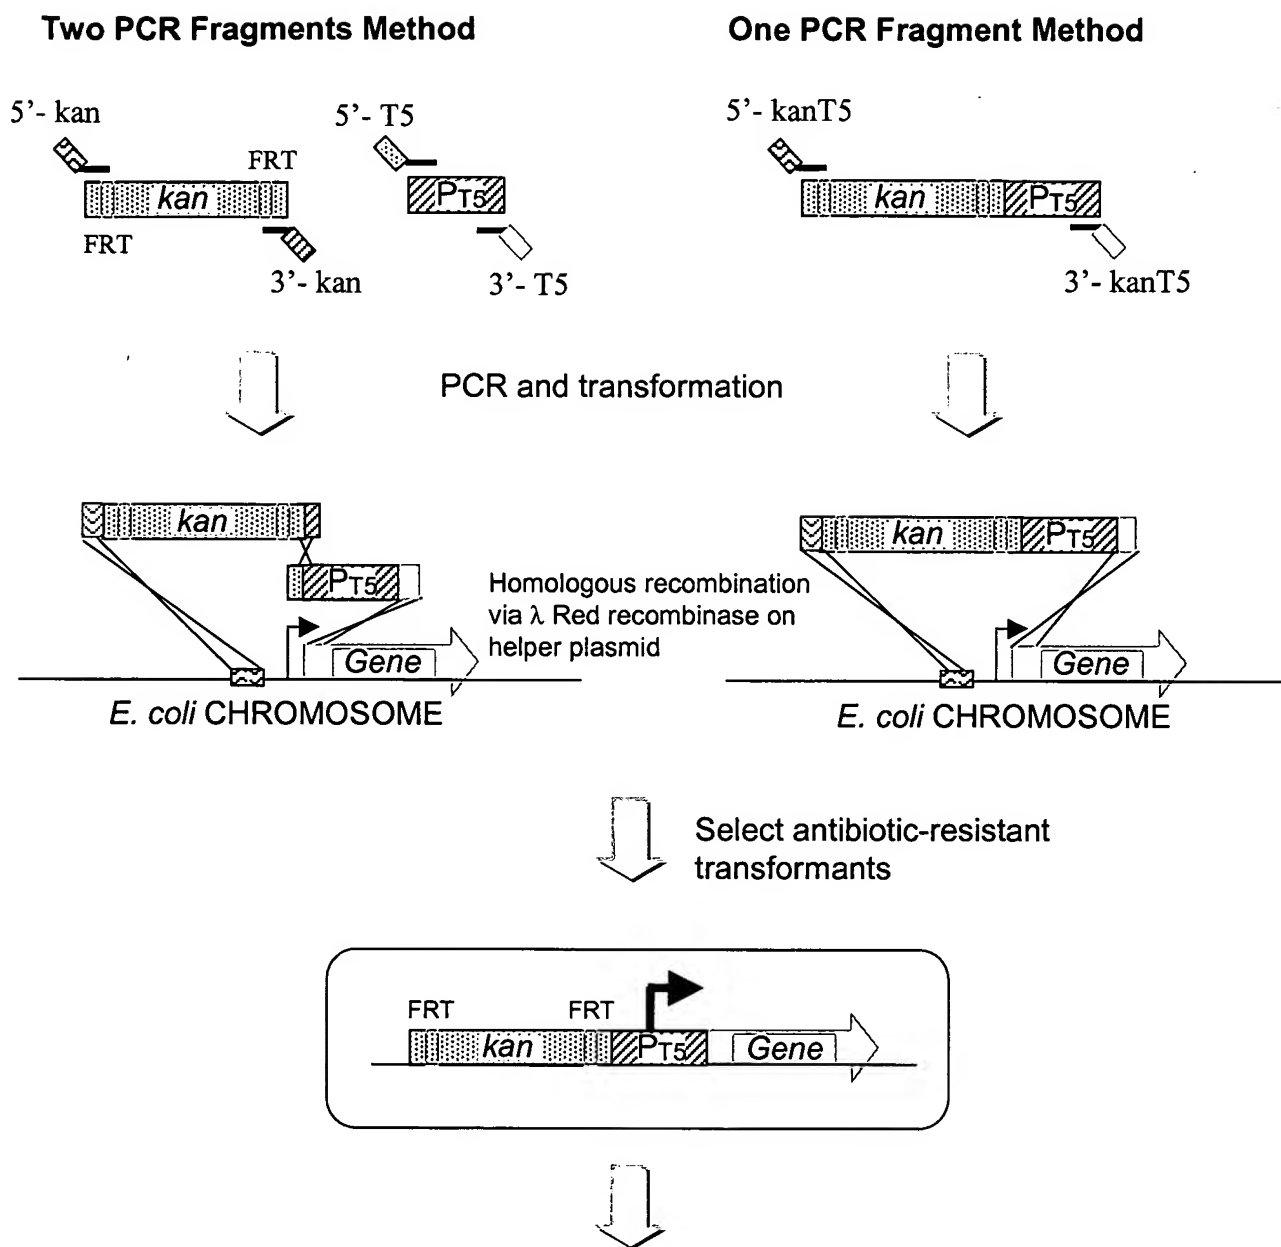 Two PCR Fragments Method
One PCR Fragment Method
5’- kan
5’- T5
5’- kanT5
FRT
kan
PT5
kan
PT5
FRT
3’- kan
3’- T5
3’- kanT5
PCR and transformation
kan
kan
PT5
PT5
Homologous recombination
via λ Red recombinase on
helper plasmid
Gene
Gene
E. coli CHROMOSOME
E. coli CHROMOSOME
Select antibiotic-resistant
transformants
FRT
FRT
kan
PT5
Gene